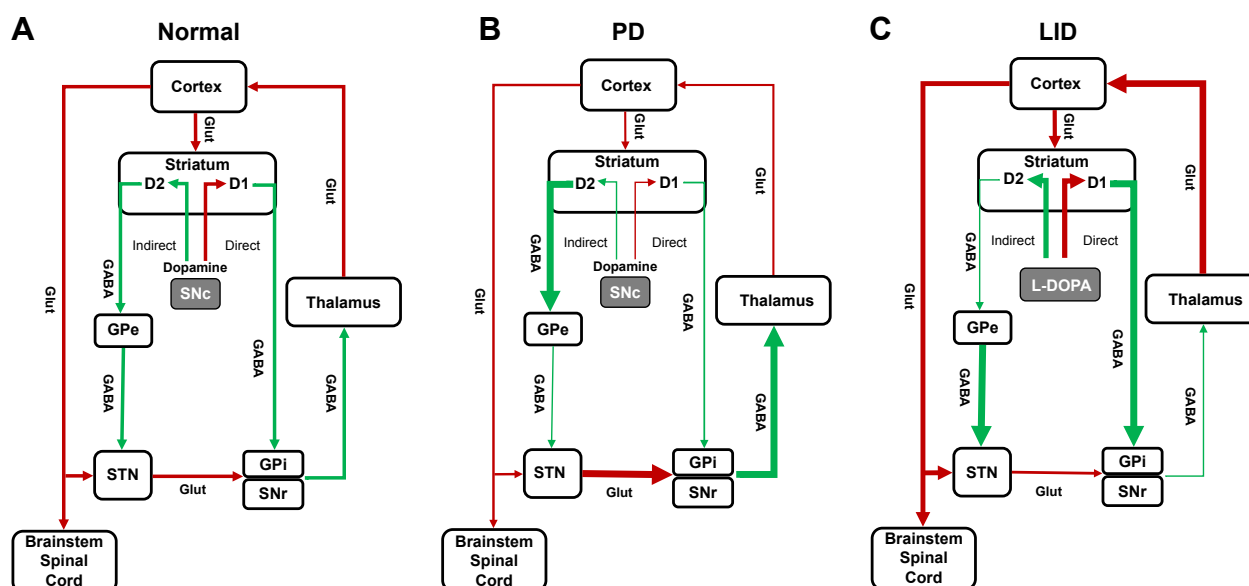 A
Normal
Cortex
Glut
Striatum
D2
D1
Indirect
Direct
GABA
Dopamine
SNc
Glut
Glut
Thalamus
GPe
GABA
GABA
GABA
STN
Glut
GPi
SNr
Brainstem
Spinal
Cord
B
PD
Cortex
Glut
Striatum
D2
D1
Indirect
Direct
GABA
Dopamine
SNc
Glut
Glut
Thalamus
GPe
GABA
GABA
GABA
STN
Glut
GPi
SNr
Brainstem
Spinal
Cord
C
LID
Cortex
Glut
Striatum
D2
D1
Indirect
Direct
GABA
L-DOPA
Glut
Glut
Thalamus
GPe
GABA
GABA
GABA
STN
Glut
GPi
SNr
Brainstem
Spinal
Cord